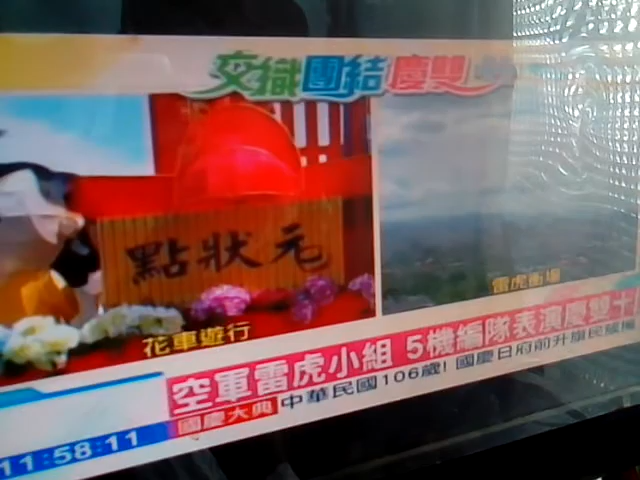 交織團結慶雙
點狀元
雷虎衝場
花車遊行
空軍雷虎小組 5機編隊表演慶雙十
國慶大典 中華民國106歲! 國慶日府前升旗民眾
11:58:11